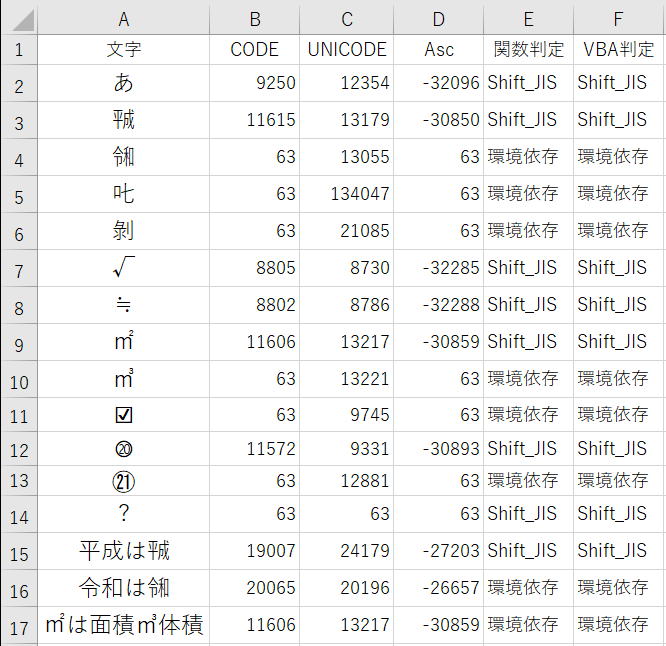 A B C D E F
1 文字 CODE UNICODE Asc 関数判定 VBA判定
2 あ 9250 12354 -32096 Shift_JIS Shift_JIS
3 ㍻ 11615 13179 -30850 Shift_JIS Shift_JIS
4 ㋿ 63 13055 63 環境依存 環境依存
5 𠮟 63 134047 63 環境依存 環境依存
6 剝 63 21085 63 環境依存 環境依存
7 √ 8805 8730 -32285 Shift_JIS Shift_JIS
8 ≒ 8802 8786 -32288 Shift_JIS Shift_JIS
9 ㎡ 11606 13217 -30859 Shift_JIS Shift_JIS
10 ㎥ 63 13221 63 環境依存 環境依存
11 ☑ 63 9745 63 環境依存 環境依存
12 ⑳ 11572 9331 -30893 Shift_JIS Shift_JIS
13 ㉑ 63 12881 63 環境依存 環境依存
14 ? 63 63 63 Shift_JIS Shift_JIS
15 平成は㍻ 19007 24179 -27203 Shift_JIS Shift_JIS
16 令和は㋿ 20065 20196 -26657 環境依存 環境依存
17 ㎡は面積㎥体積 11606 13217 -30859 環境依存 環境依存